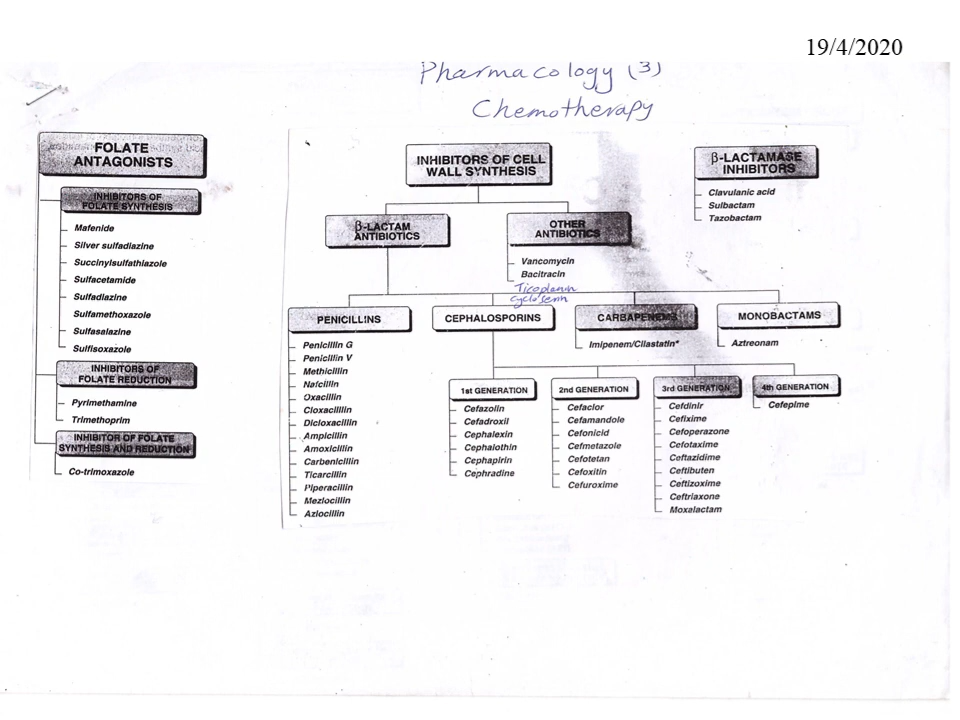 19/4/2020
Pharmacology (3)
Chemotherapy
FOLATE
ANTAGONISTS
INHIBITORS OF
FOLATE SYNTHESIS
Mafenide
Silver sulfadiazine
Succinylsulfathiazole
Sulfacetamide
Sulfadiazine
Sulfamethoxazole
Sulfasalazine
Sulfisoxazole
INHIBITORS OF
FOLATE REDUCTION
Pyrimethamine
Trimethoprim
INHIBITOR OF FOLATE
SYNTHESIS AND REDUCTION
Co-trimoxazole
INHIBITORS OF CELL
WALL SYNTHESIS
β-LACTAM
ANTIBIOTICS
OTHER
ANTIBIOTICS
Vancomycin
Bacitracin
Ticoplanin
cycloserin
PENICILLINS
Penicillin G
Penicillin V
Methicillin
Nafcillin
Oxacillin
Cloxacillin
Dicloxacillin
Ampicillin
Amoxicillin
Carbenicillin
Ticarcillin
Piperacillin
Mezlocillin
Azlocillin
CEPHALOSPORINS
1st GENERATION
Cefazolin
Cefadroxil
Cephalexin
Cephalothin
Cephapirin
Cephradine
2nd GENERATION
Cefaclor
Cefamandole
Cefonicid
Cefmetazole
Cefotetan
Cefoxitin
Cefuroxime
3rd GENERATION
Cefdinir
Cefixime
Cefoperazone
Cefotaxime
Ceftazidime
Ceftibuten
Ceftizoxime
Ceftriaxone
Moxalactam
4th GENERATION
Cefepime
CARBAPENEMS
Imipenem/Cilastatin*
MONOBACTAMS
Aztreonam
β-LACTAMASE
INHIBITORS
Clavulanic acid
Sulbactam
Tazobactam